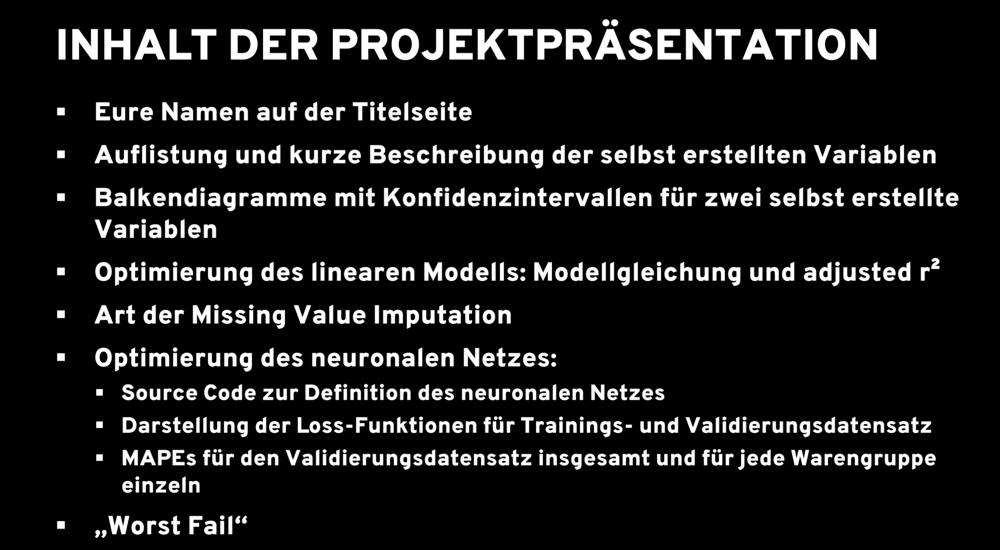 INHALT DER PROJEKTPRÄSENTATION
▪ Eure Namen auf der Titelseite
▪ Auflistung und kurze Beschreibung der selbst erstellten Variablen
▪ Balkendiagramme mit Konfidenzintervallen für zwei selbst erstellte
Variablen
▪ Optimierung des linearen Modells: Modellgleichung und adjusted r²
▪ Art der Missing Value Imputation
▪ Optimierung des neuronalen Netzes:
▪ Source Code zur Definition des neuronalen Netzes
▪ Darstellung der Loss-Funktionen für Trainings- und Validierungsdatensatz
▪ MAPEs für den Validierungsdatensatz insgesamt und für jede Warengruppe
einzeln
▪ „Worst Fail“